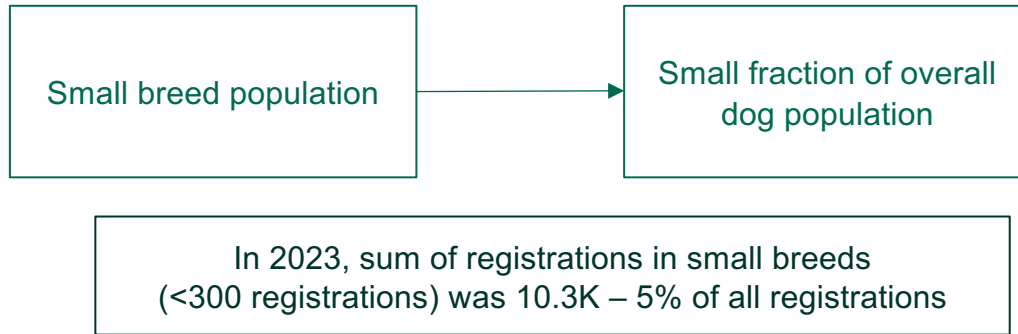 Small breed population
Small fraction of overall
dog population
In 2023, sum of registrations in small breeds
(<300 registrations) was 10.3K – 5% of all registrations